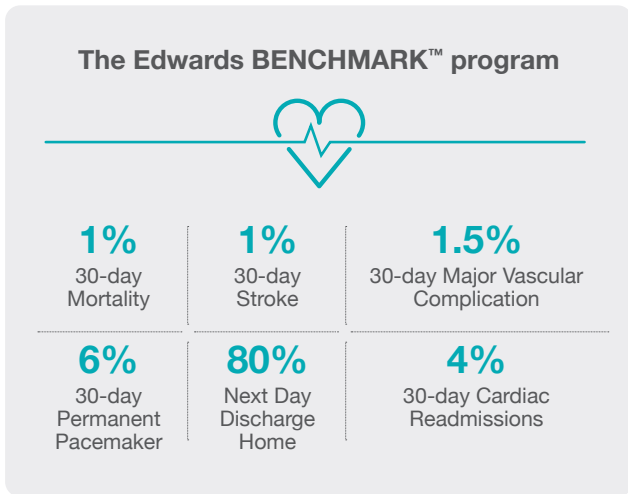 The Edwards BENCHMARK™ program
1%
30-day
Mortality
1%
30-day
Stroke
1.5%
30-day Major Vascular
Complication
6%
30-day
Permanent
Pacemaker
80%
Next Day
Discharge
Home
4%
30-day Cardiac
Readmissions